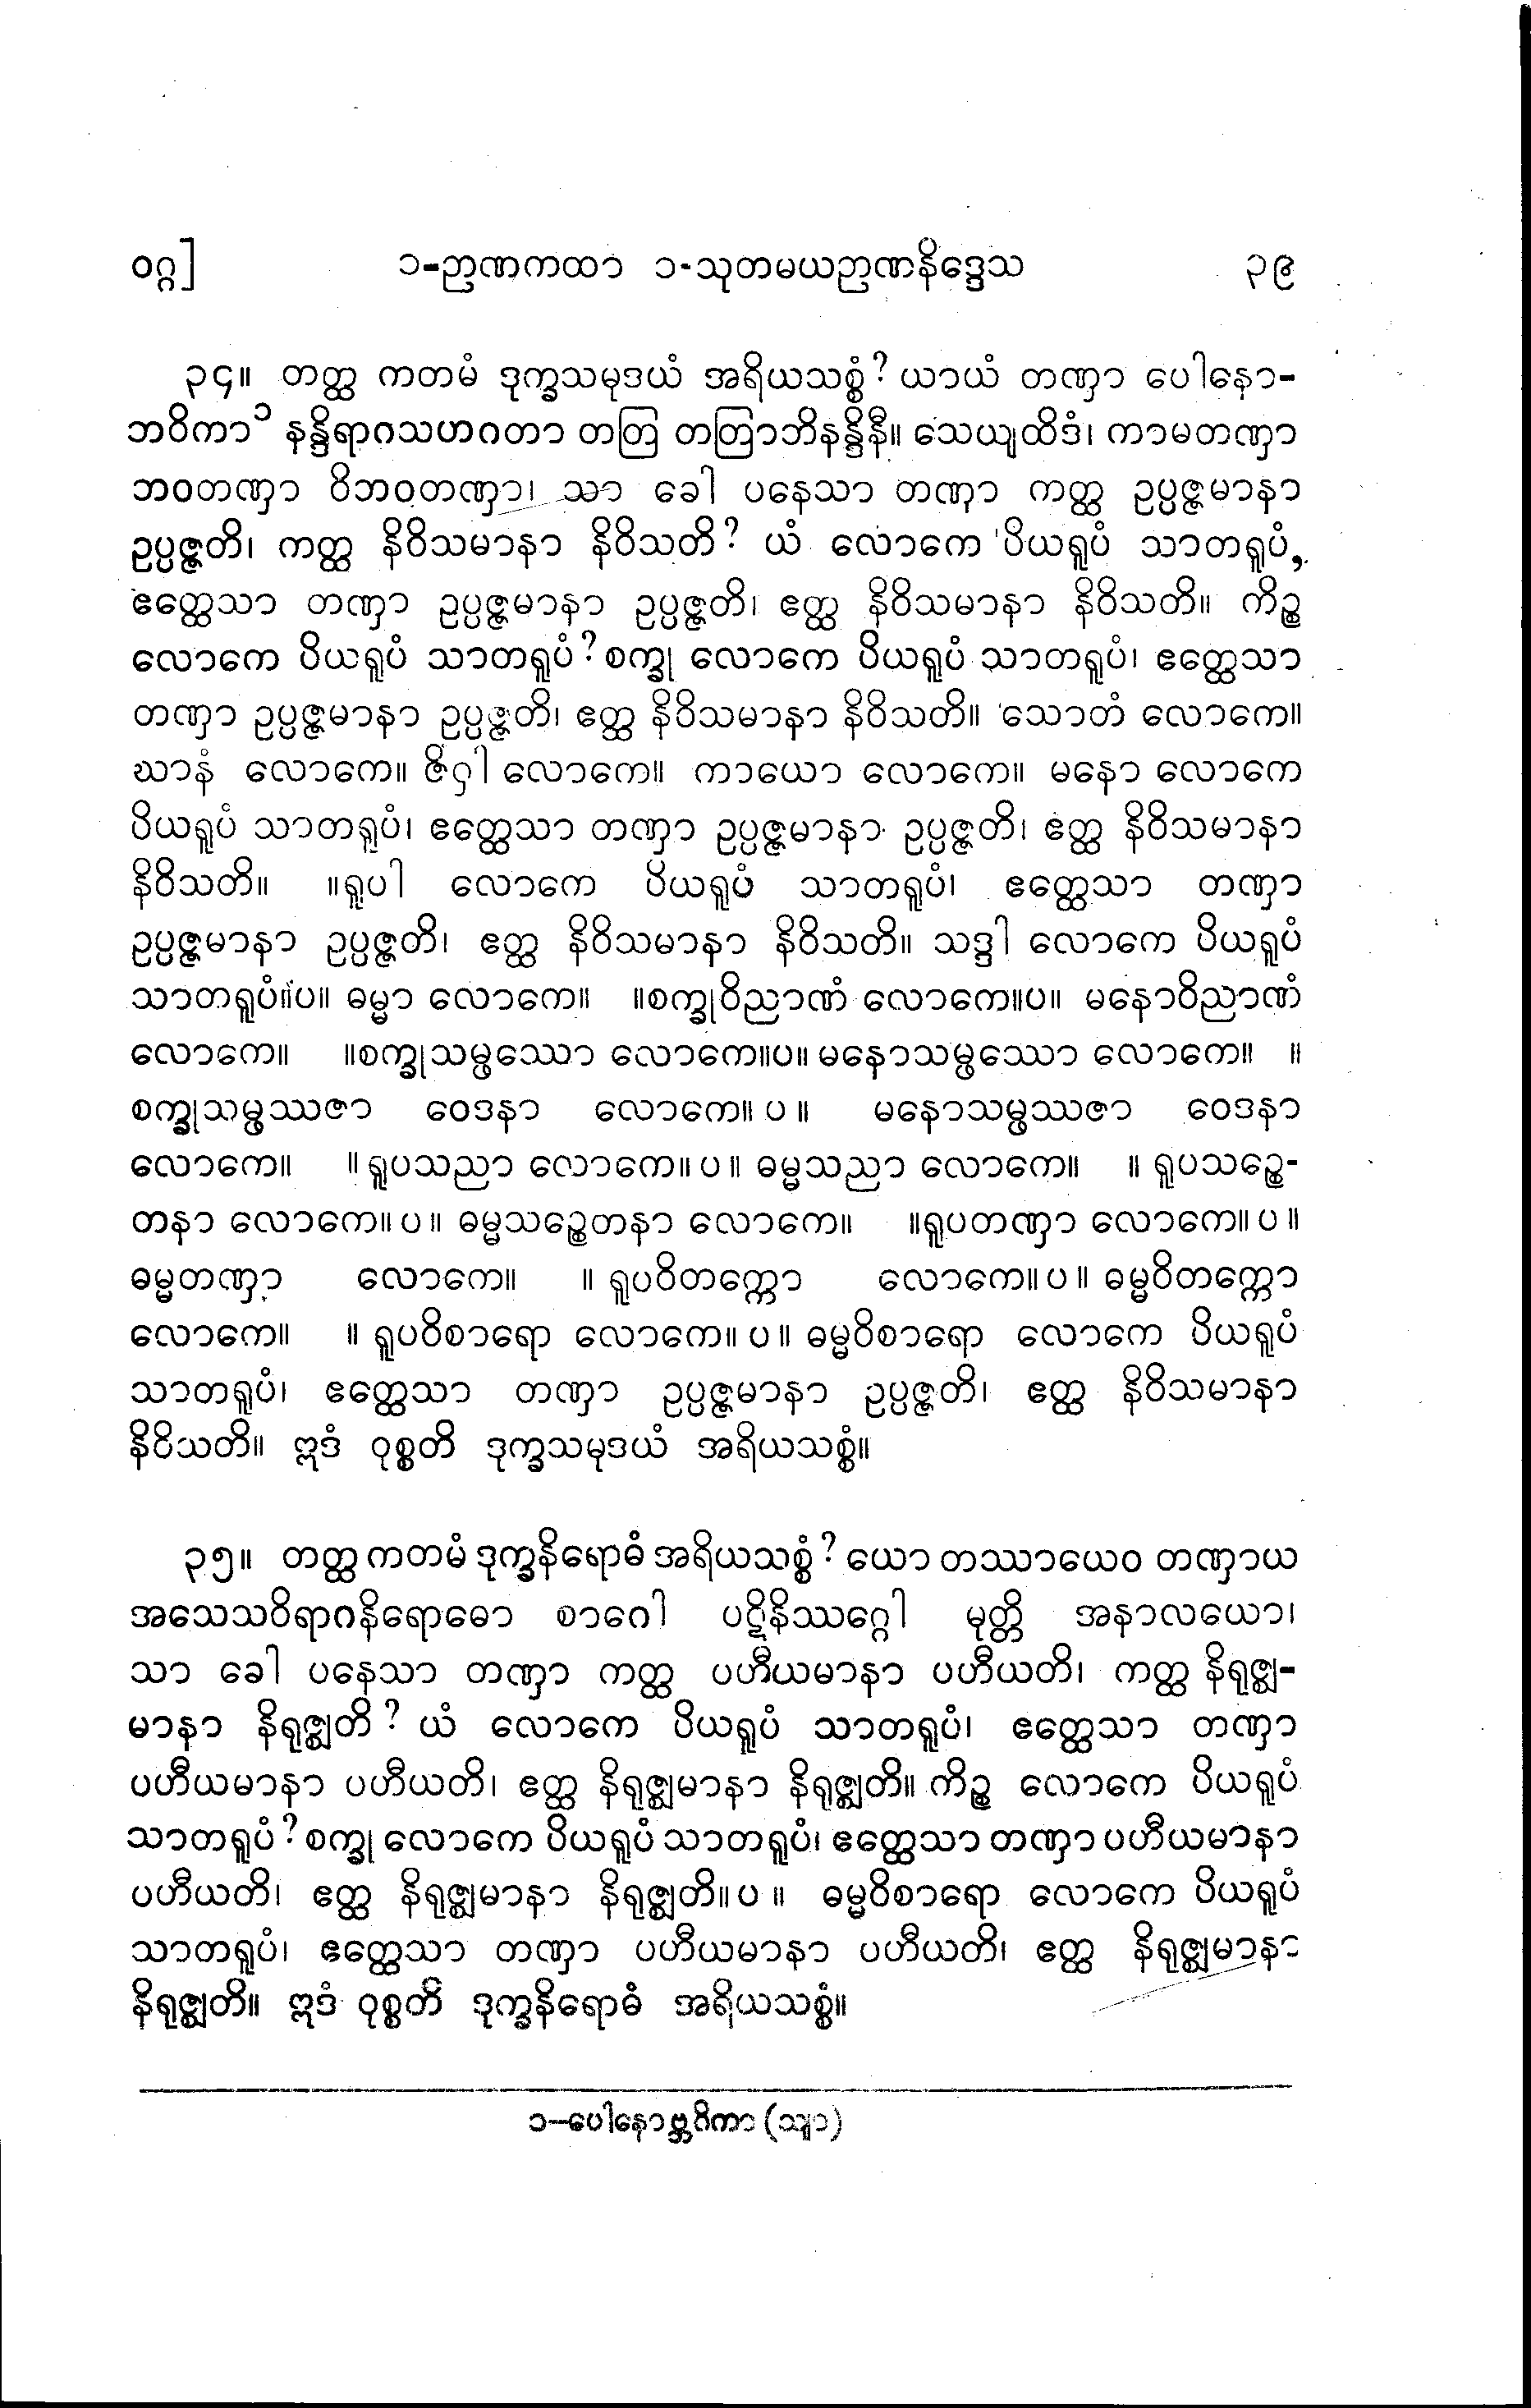 ဝဂ္ဂ] ၁-ဉာဏကထာ ၁-သုတမယဉာဏနိဒ္ဒေသ ၃၉
၃၄။ တတ္ထ ကတမံ ဒုက္ခသမုဒယံ အရိယသစ္စံ? ယာယံ တဏှာ ပေါနော-
ဘဝိကာ၁ နန္ဒိရာဂသဟဂတာ တတြ တတြာဘိနန္ဒိနီ။ သေယျထိဒံ၊ ကာမတဏှာ
ဘဝတဏှာ ဝိဘဝတဏှာ၊ သာ ခေါ ပနေသာ တဏှာ ကတ္ထ ဥပ္ပဇ္ဇမာနာ
ဥပ္ပဇ္ဇတိ၊ ကတ္ထ နိဝိသမာနာ နိဝိသတိ? ယံ လောကေ ပိယရူပံ သာတရူပံ,
ဧတ္ထေသာ တဏှာ ဥပ္ပဇ္ဇမာနာ ဥပ္ပဇ္ဇတိ၊ ဧတ္ထ နိဝိသမာနာ နိဝိသတိ။ ကိဉ္စ
လောကေ ပိယရူပံ သာတရူပံ? စက္ခု လောကေ ပိယရူပံ သာတရူပံ၊ ဧတ္ထေသာ
တဏှာ ဥပ္ပဇ္ဇမာနာ ဥပ္ပဇ္ဇတိ၊ ဧတ္ထ နိဝိသမာနာ နိဝိသတိ။ သောတံ လောကေ။
ဃာနံ လောကေ။ ဇိဝှါ လောကေ။ ကာယော လောကေ။ မနော လောကေ
ပိယရူပံ သာတရူပံ၊ ဧတ္ထေသာ တဏှာ ဥပ္ပဇ္ဇမာနာ ဥပ္ပဇ္ဇတိ၊ ဧတ္ထ နိဝိသမာနာ
နိဝိသတိ။ ။ရူပါ လောကေ ပိယရူပံ သာတရူပံ၊ ဧတ္ထေသာ တဏှာ
ဥပ္ပဇ္ဇမာနာ ဥပ္ပဇ္ဇတိ၊ ဧတ္ထ နိဝိသမာနာ နိဝိသတိ။ သဒ္ဒါ လောကေ ပိယရူပံ
သာတရူပံ။ပ။ ဓမ္မာ လောကေ။ ။စက္ခုဝိညာဏံ လောကေ။ပ။ မနောဝိညာဏံ
လောကေ။ ။စက္ခုသမ္ဖဿော လောကေ။ပ။ မနောသမ္ဖဿော လောကေ။ ။
စက္ခုသမ္ဖဿဇာ ဝေဒနာ လောကေ။ ပ ။ မနောသမ္ဖဿဇာ ဝေဒနာ
လောကေ။ ။ ရူပသညာ လောကေ။ ပ ။ ဓမ္မသညာ လောကေ။ ။ ရူပသဉ္စေ-
တနာ လောကေ။ ပ ။ ဓမ္မသဉ္စေတနာ လောကေ။ ။ရူပတဏှာ လောကေ။ ပ ။
ဓမ္မတဏှာ လောကေ။ ။ ရူပဝိတက္ကော လောကေ။ ပ ။ ဓမ္မဝိတက္ကော
လောကေ။ ။ ရူပဝိစာရော လောကေ။ ပ ။ ဓမ္မဝိစာရော လောကေ ပိယရူပံ
သာတရူပံ၊ ဧတ္ထေသာ တဏှာ ဥပ္ပဇ္ဇမာနာ ဥပ္ပဇ္ဇတိ၊ ဧတ္ထ နိဝိသမာနာ
နိဝိသတိ။ ဣဒံ ဝုစ္စတိ ဒုက္ခသမုဒယံ အရိယသစ္စံ။
၃၅။ တတ္ထ ကတမံ ဒုက္ခနိရောဓံ အရိယသစ္စံ? ယော တဿာယေဝ တဏှာယ
အသေသဝိရာဂနိရောဓော စာဂေါ ပဋိနိဿဂ္ဂေါ မုတ္တိ အနာလယော၊
သာ ခေါ ပနေသာ တဏှာ ကတ္ထ ပဟီယမာနာ ပဟီယတိ၊ ကတ္ထ နိရုဇ္ဈ-
မာနာ နိရုဇ္ဈတိ? ယံ လောကေ ပိယရူပံ သာတရူပံ၊ ဧတ္ထေသာ တဏှာ
ပဟီယမာနာ ပဟီယတိ၊ ဧတ္ထ နိရုဇ္ဈမာနာ နိရုဇ္ဈတိ။ ကိဉ္စ လောကေ ပိယရူပံ
သာတရူပံ? စက္ခု လောကေ ပိယရူပံ သာတရူပံ၊ ဧတ္ထေသာ တဏှာ ပဟီယမာနာ
ပဟီယတိ၊ ဧတ္ထ နိရုဇ္ဈမာနာ နိရုဇ္ဈတိ။ ပ ။ ဓမ္မဝိစာရော လောကေ ပိယရူပံ
သာတရူပံ၊ ဧတ္ထေသာ တဏှာ ပဟီယမာနာ ပဟီယတိ၊ ဧတ္ထ နိရုဇ္ဈမာနာ
နိရုဇ္ဈတိ။ ဣဒံ ဝုစ္စတိ ဒုက္ခနိရောဓံ အရိယသစ္စံ။
၁—ပေါနောဗ္ဘဝိကာ (သျာ)